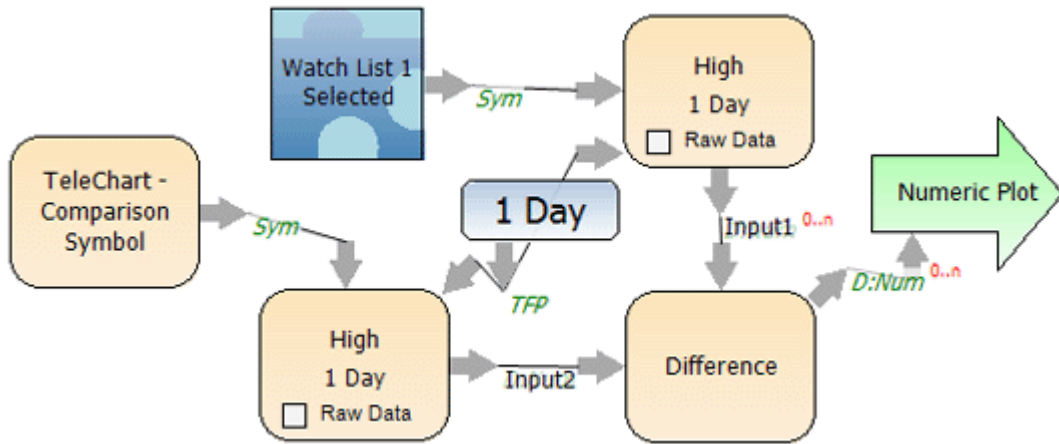 Watch List 1
Selected
Sym
High
1 Day
Raw Data
TeleChart -
Comparison
Symbol
Sym
1 Day
TFP
Input1 0..n
Numeric Plot
D:Num 0..n
High
1 Day
Raw Data
Input2
Difference